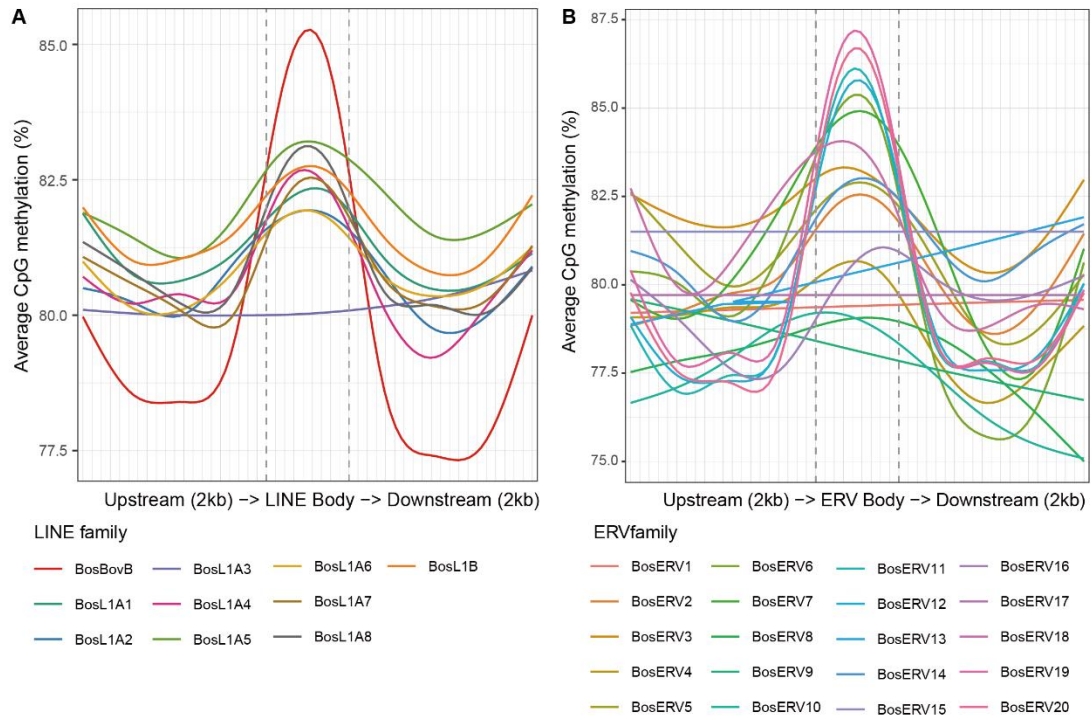 A
B
Average CpG methylation (%)
85.0
82.5
80.0
77.5
Upstream (2kb) −> LINE Body −> Downstream (2kb)
Average CpG methylation (%)
87.5
85.0
82.5
80.0
77.5
75.0
Upstream (2kb) −> ERV Body −> Downstream (2kb)
LINE family
BosBovB BosL1A3 BosL1A6 BosL1B
BosL1A1 BosL1A4 BosL1A7
BosL1A2 BosL1A5 BosL1A8
ERVfamily
BosERV1 BosERV6 BosERV11 BosERV16
BosERV2 BosERV7 BosERV12 BosERV17
BosERV3 BosERV8 BosERV13 BosERV18
BosERV4 BosERV9 BosERV14 BosERV19
BosERV5 BosERV10 BosERV15 BosERV20